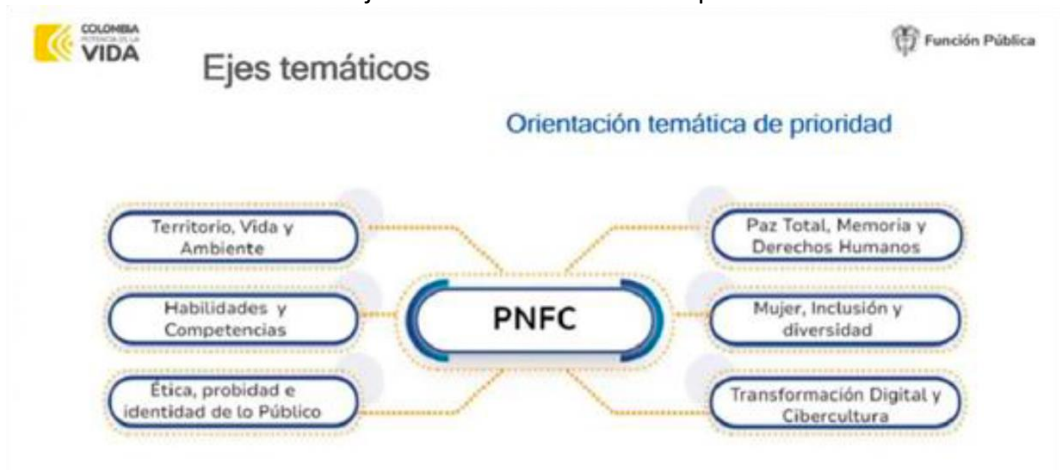 COLOMBIA
POTENCIA DE LA
VIDA
Función Pública
Ejes temáticos
Orientación temática de prioridad
Territorio, Vida y
Ambiente
Habilidades y
Competencias
Ética, probidad e
identidad de lo Público
PNFC
Paz Total, Memoria y
Derechos Humanos
Mujer, Inclusión y
diversidad
Transformación Digital y
Cibercultura